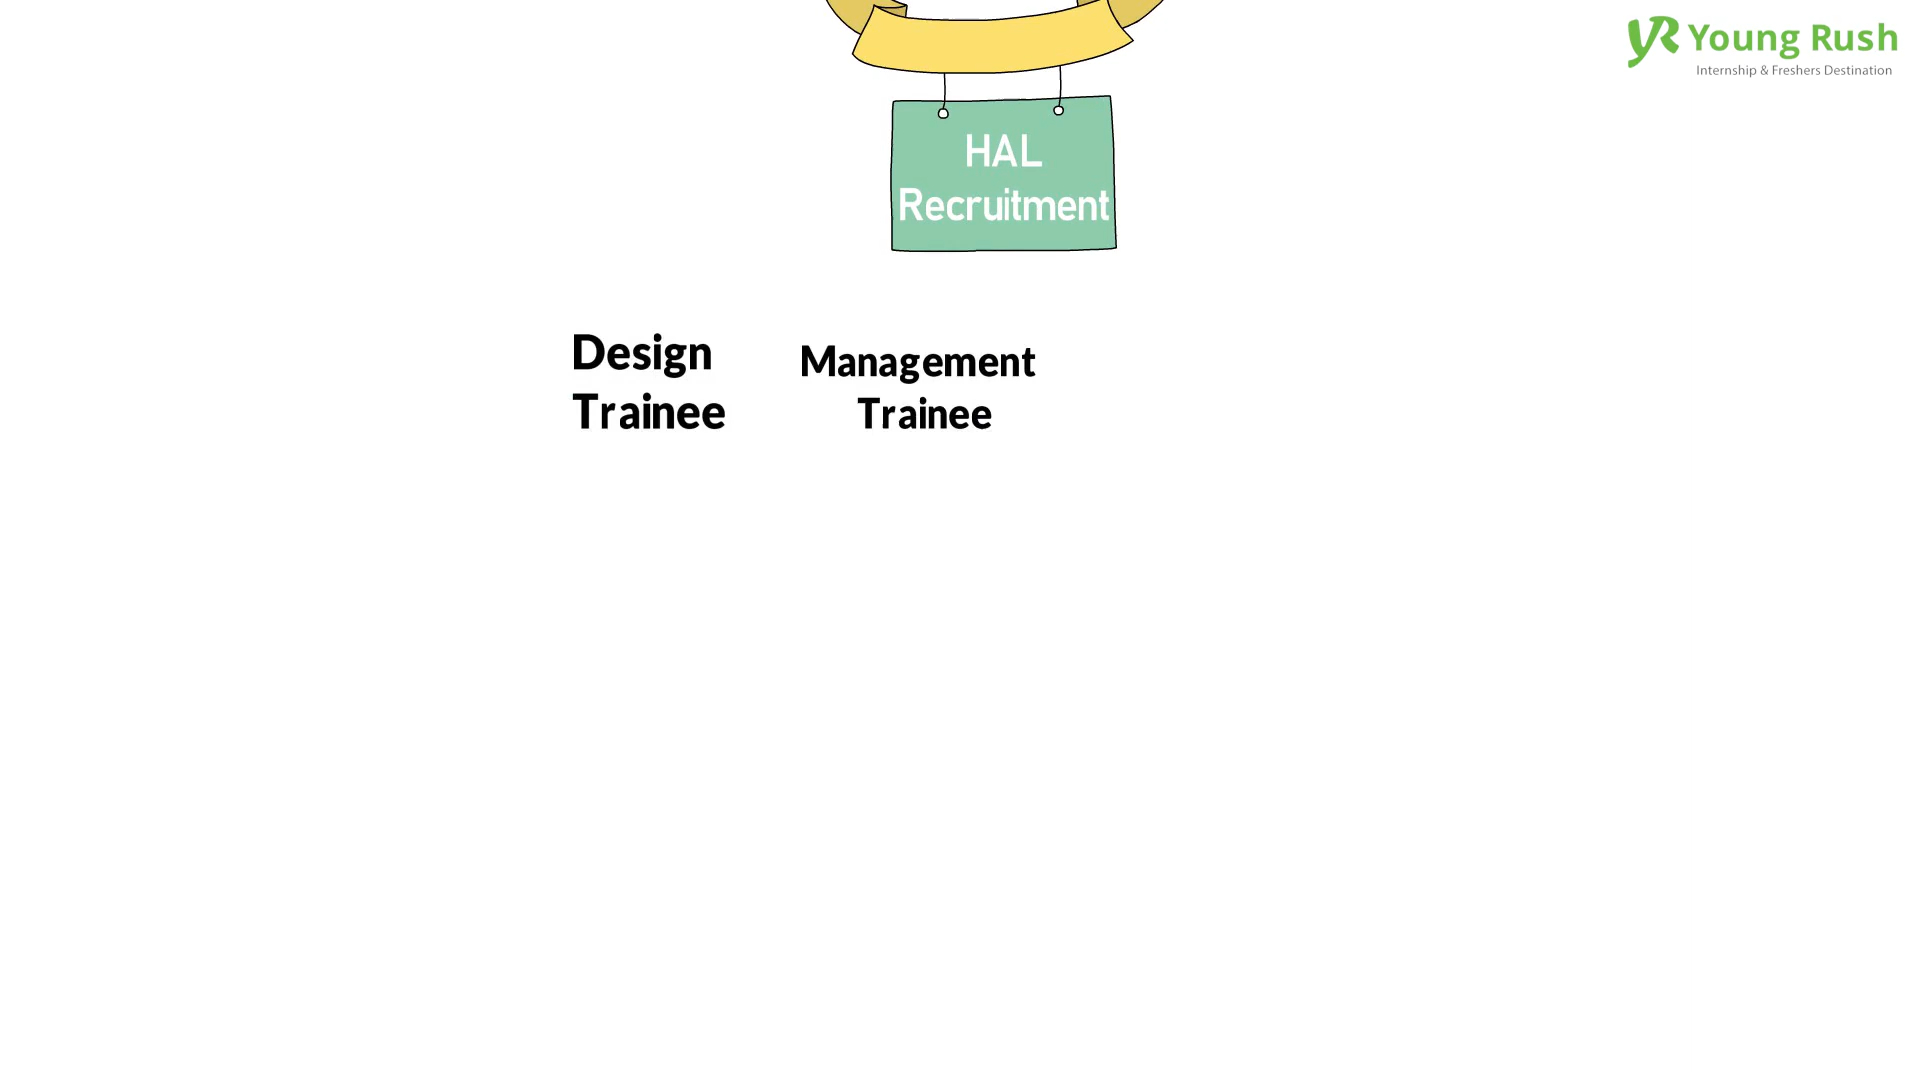 Young Rush
Internship & Freshers Destination
HAL
Recruitment
Design
Trainee
Management
Trainee